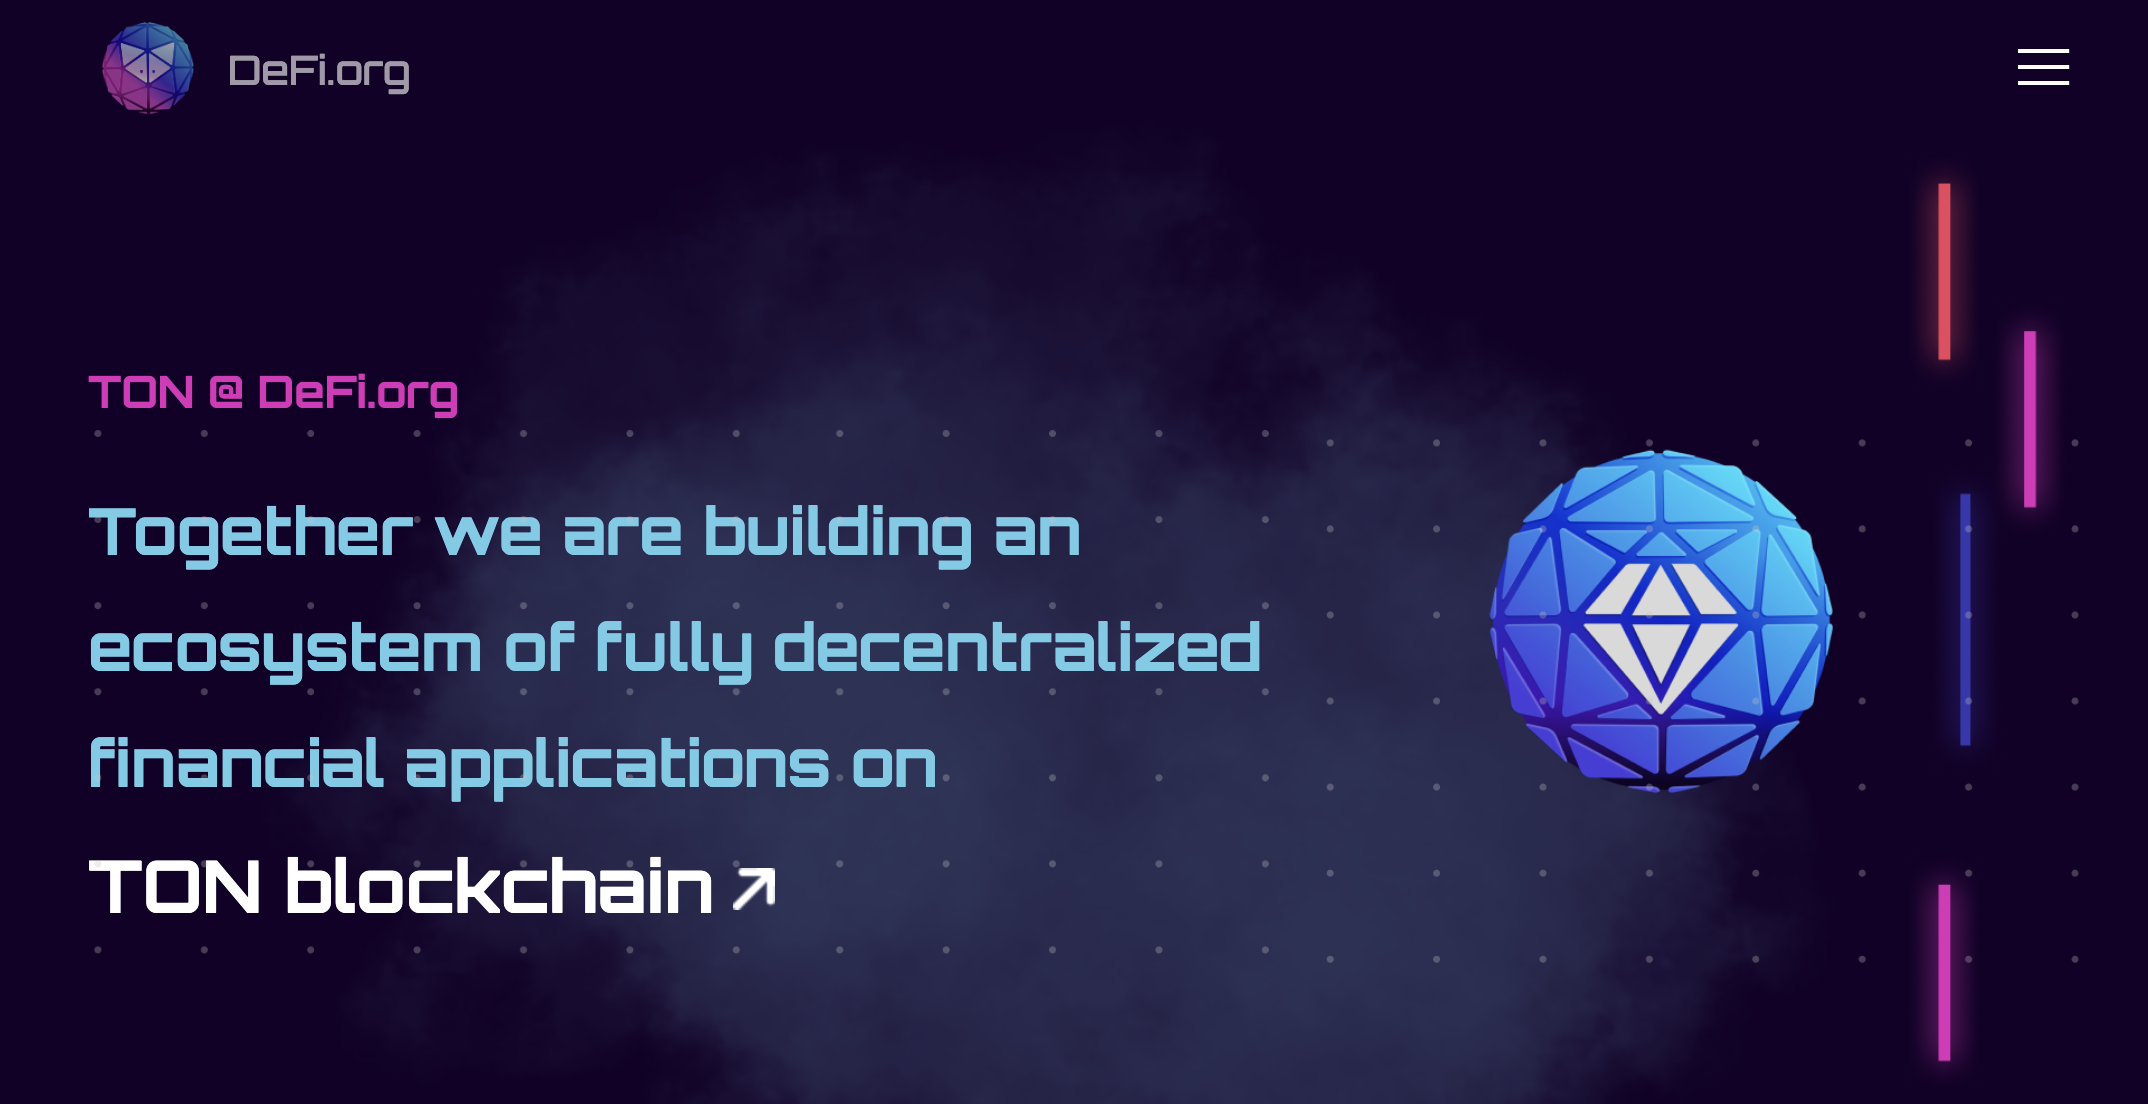 DeFi.org
TON @ DeFi.org
Together we are building an
ecosystem of fully decentralized
financial applications on
TON blockchain